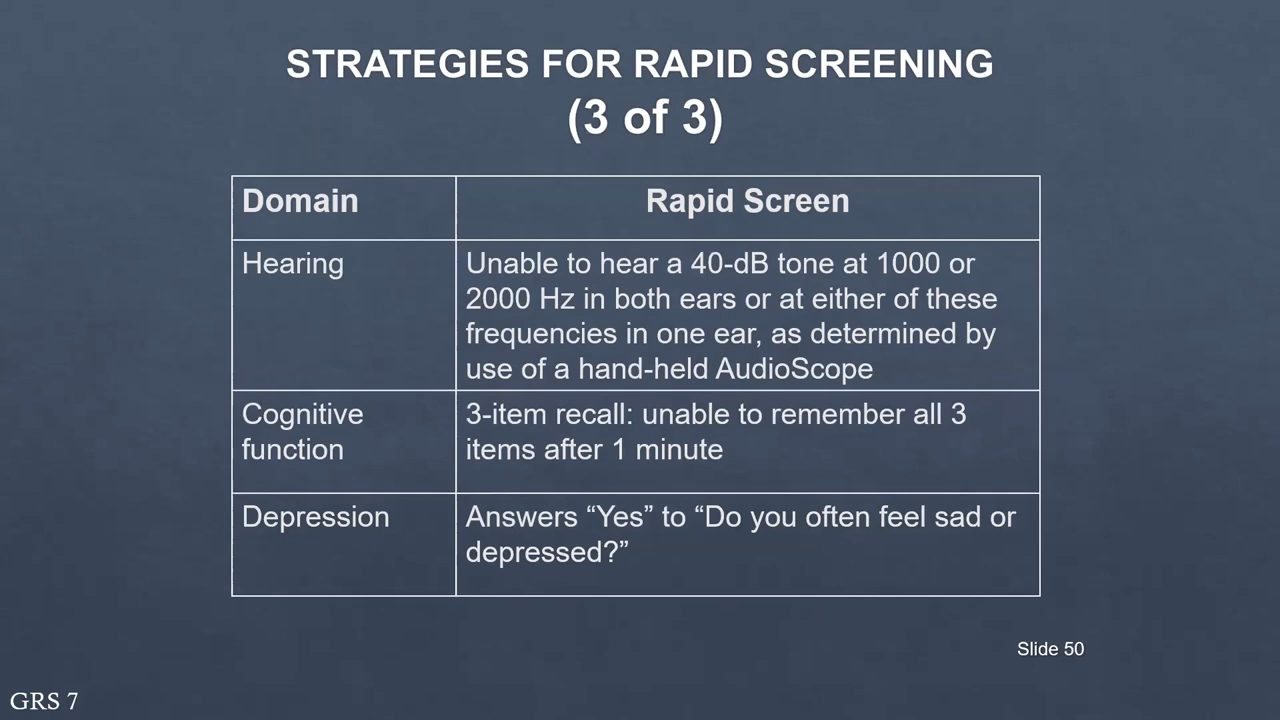 STRATEGIES FOR RAPID SCREENING
(3 of 3)
Domain
Rapid Screen
Hearing
Unable to hear a 40-dB tone at 1000 or
2000 Hz in both ears or at either of these
frequencies in one ear, as determined by
use of a hand-held AudioScope
Cognitive
function
3-item recall: unable to remember all 3
items after 1 minute
Depression
Answers “Yes” to “Do you often feel sad or
depressed?”
Slide 50
GRS 7